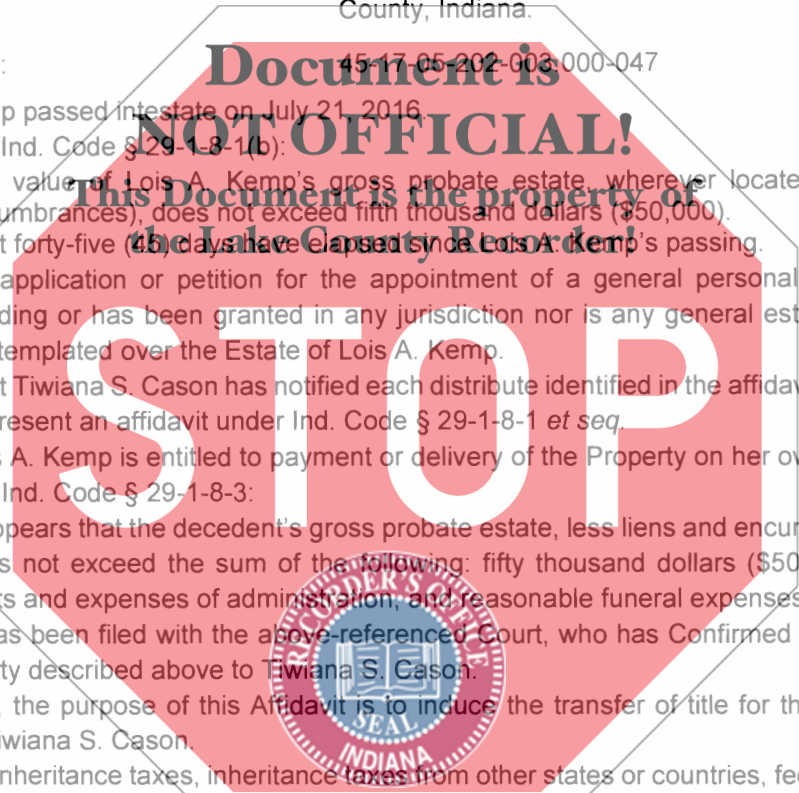 County, Indiana.
Document is
: 45-17-05-202-003.000-047
p passed intestate on July 21, 2016.
NOT OFFICIAL!
Ind. Code § 29-1-8-1(b):
value of Lois A. Kemp's gross probate estate, wherever locate
This Document is the property of
umbrances), does not exceed fifth thousand dollars ($50,000).
the Lake County Recorder!
t forty-five (45) days have elapsed since Lois A. Kemp's passing.
application or petition for the appointment of a general personal
ding or has been granted in any jurisdiction nor is any general est
templated over the Estate of Lois A. Kemp.
STOP
t Tiwiana S. Cason has notified each distribute identified in the affidav
resent an affidavit under Ind. Code § 29-1-8-1 et seq.
s A. Kemp is entitled to payment or delivery of the Property on her ow
Ind. Code § 29-1-8-3:
ppears that the decedent's gross probate estate, less liens and encum
s not exceed the sum of the following: fifty thousand dollars ($50
ts and expenses of administration, and reasonable funeral expenses
as been filed with the above-referenced Court, who has Confirmed
ty described above to Tiwiana S. Cason.
, the purpose of this Affidavit is to induce the transfer of title for th
iwiana S. Cason.
nheritance taxes, inheritance taxes from other states or countries, fed
RECORDER'S OFFICE
SEAL
INDIANA